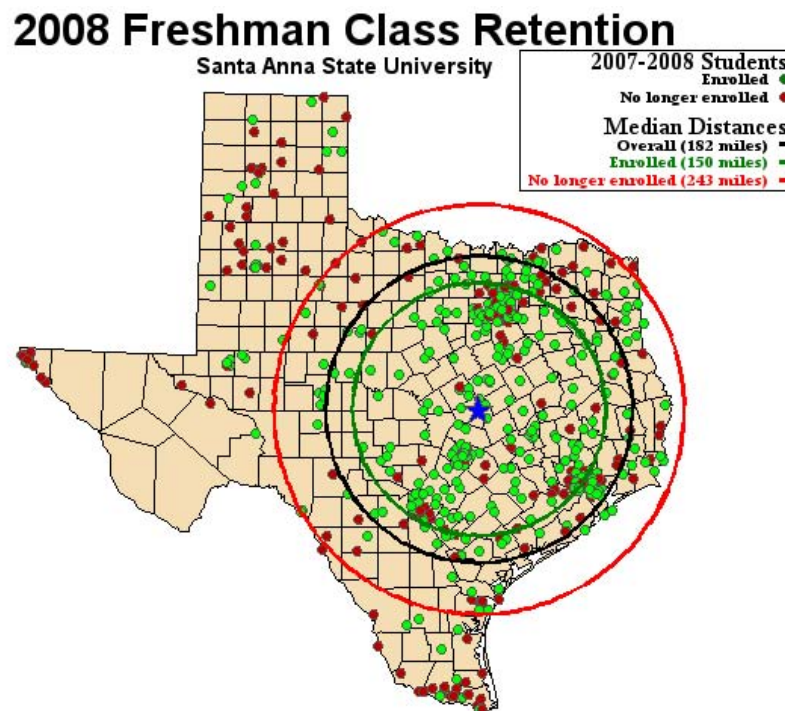 2008 Freshman Class Retention
Santa Anna State University
2007-2008 Students
Enrolled
No longer enrolled
Median Distances
Overall (182 miles)
Enrolled (150 miles)
No longer enrolled (243 miles)